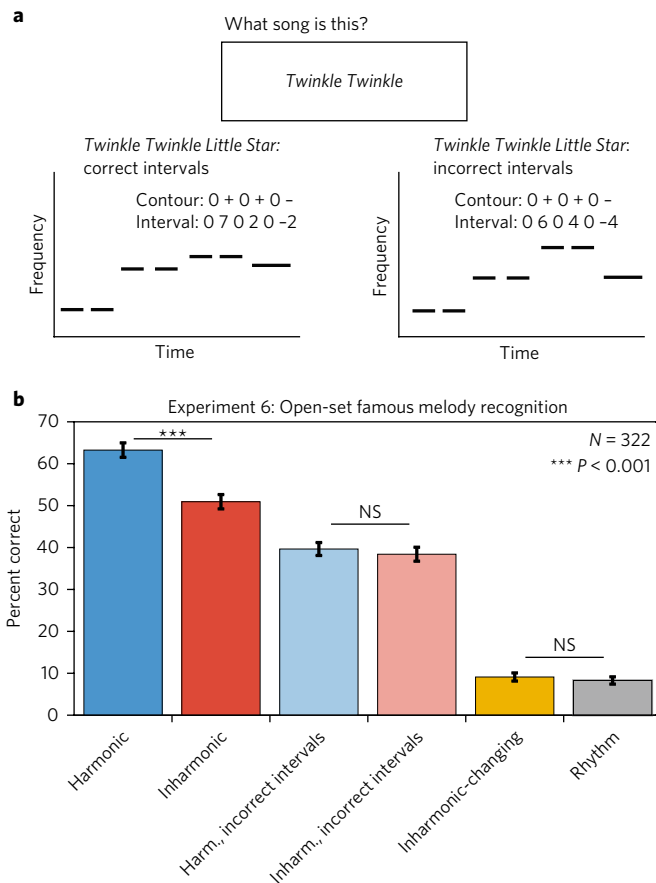 a
What song is this?
Twinkle Twinkle
Twinkle Twinkle Little Star:
correct intervals
Contour: 0 + 0 + 0 –
Interval: 0 7 0 2 0 –2
Frequency
Time
Twinkle Twinkle Little Star:
incorrect intervals
Contour: 0 + 0 + 0 –
Interval: 0 6 0 4 0 –4
Frequency
Time
b
Experiment 6: Open-set famous melody recognition
N = 322
*** P < 0.001
***
NS
NS
Percent correct
70
60
50
40
30
20
10
0
Harmonic
Inharmonic
Harm., incorrect intervals
Inharm., incorrect intervals
Inharmonic-changing
Rhythm